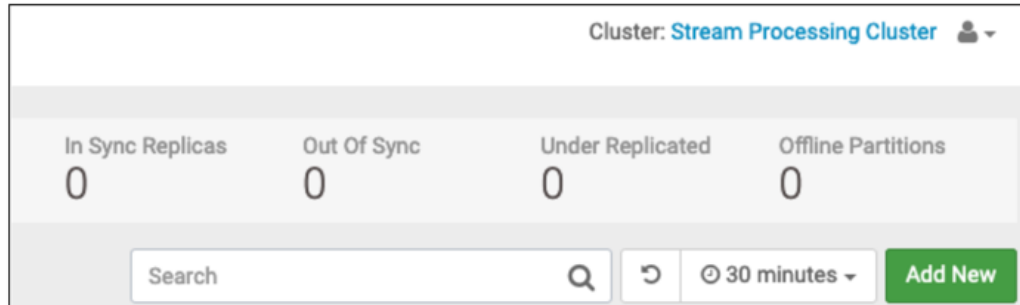 Cluster: Stream Processing Cluster
In Sync Replicas Out Of Sync Under Replicated Offline Partitions
0 0 0 0
Search 30 minutes Add New